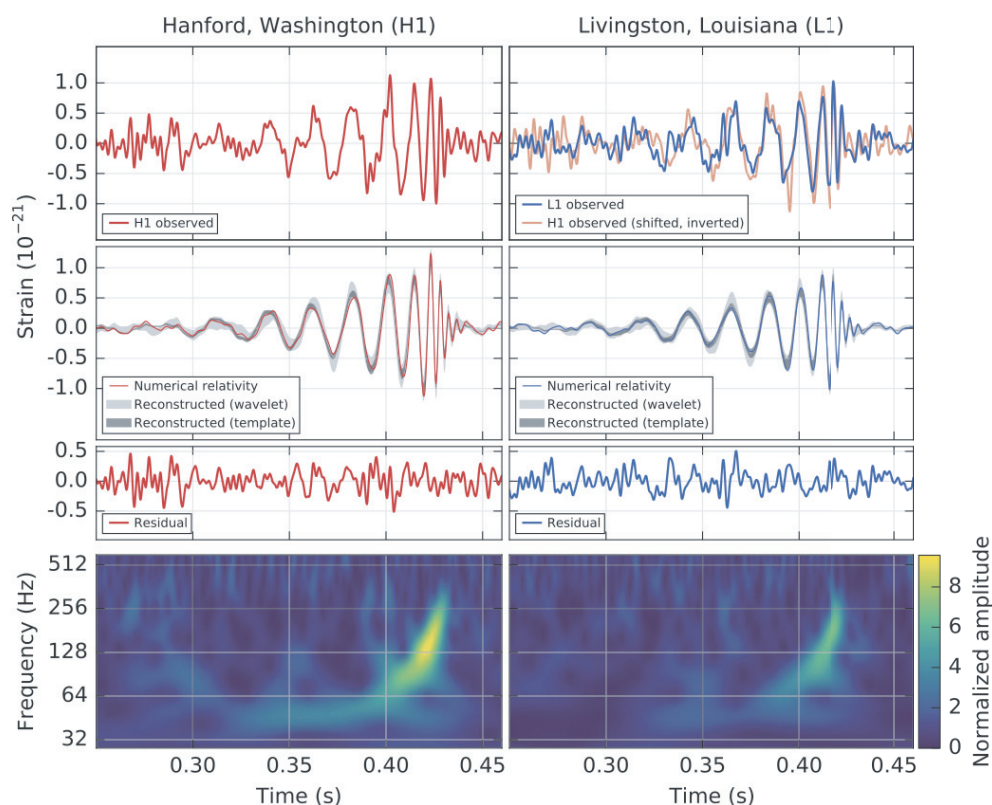 Hanford, Washington (H1)
Livingston, Louisiana (L1)
Strain (10⁻²¹)
1.0
0.5
0.0
-0.5
-1.0
H1 observed
L1 observed
H1 observed (shifted, inverted)
1.0
0.5
0.0
-0.5
-1.0
Numerical relativity
Reconstructed (wavelet)
Reconstructed (template)
Numerical relativity
Reconstructed (wavelet)
Reconstructed (template)
0.5
0.0
-0.5
Residual
Residual
Frequency (Hz)
512
256
128
64
32
Normalized amplitude
8
6
4
2
0
0.30 0.35 0.40 0.45
0.30 0.35 0.40 0.45
Time (s)
Time (s)